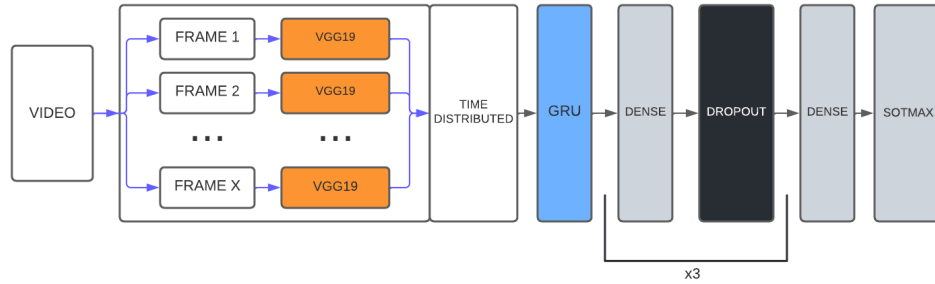 VIDEO
FRAME 1
VGG19
FRAME 2
VGG19
...
...
FRAME X
VGG19
TIME
DISTRIBUTED
GRU
DENSE
DROPOUT
DENSE
SOTMAX
x3